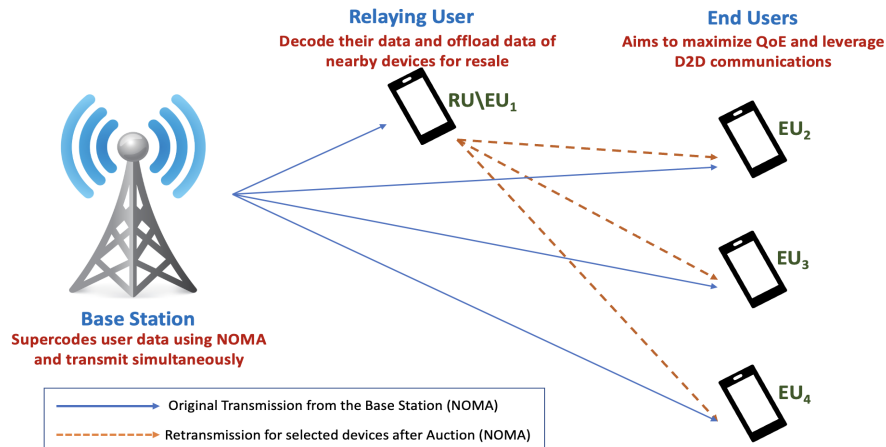 Relaying User
Decode their data and offload data of
nearby devices for resale
End Users
Aims to maximize QoE and leverage
D2D communications
RU\EU₁
EU₂
EU₃
EU₄
Base Station
Supercodes user data using NOMA
and transmit simultaneously
Original Transmission from the Base Station (NOMA)
Retransmission for selected devices after Auction (NOMA)